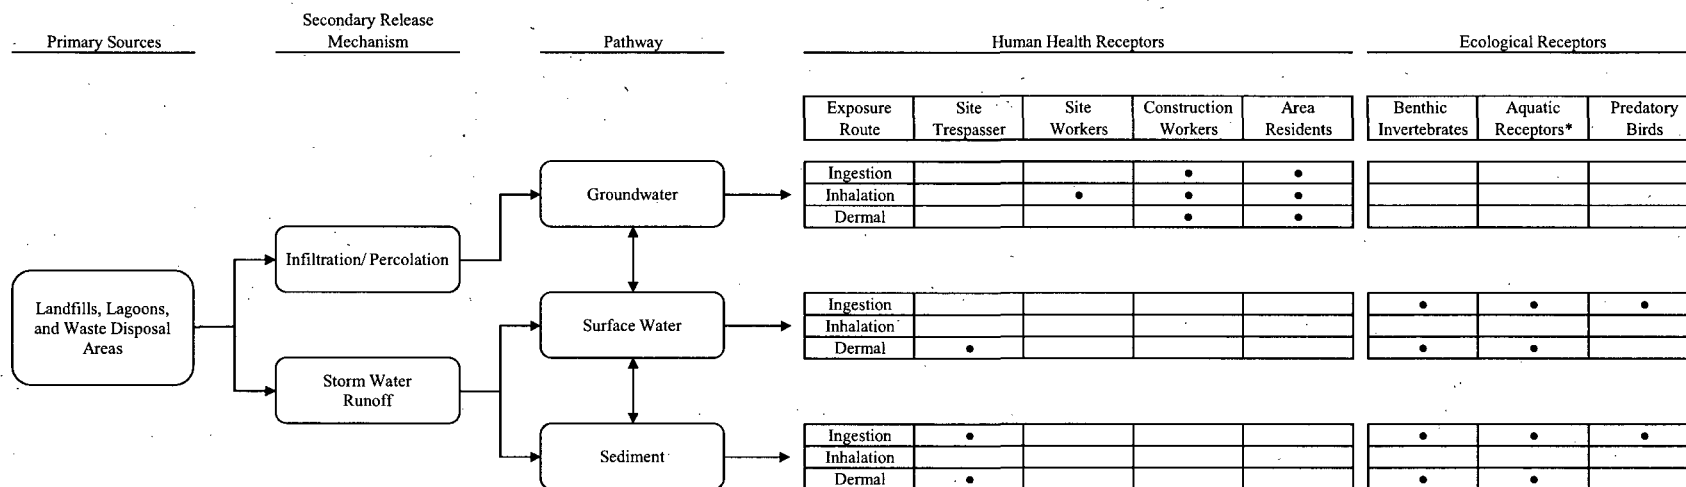 Primary Sources
Secondary Release
Mechanism
Pathway
Human Health Receptors
Ecological Receptors
Exposure
Route
Site
Trespasser
Site
Workers
Construction
Workers
Area
Residents
Benthic
Invertebrates
Aquatic
Receptors*
Predatory
Birds
Landfills, Lagoons,
and Waste Disposal
Areas
Infiltration/ Percolation
Storm Water
Runoff
Groundwater
Ingestion • •
Inhalation • • •
Dermal • •
Surface Water
Ingestion • • •
Inhalation
Dermal • • •
Sediment
Ingestion • • • •
Inhalation
Dermal • • •